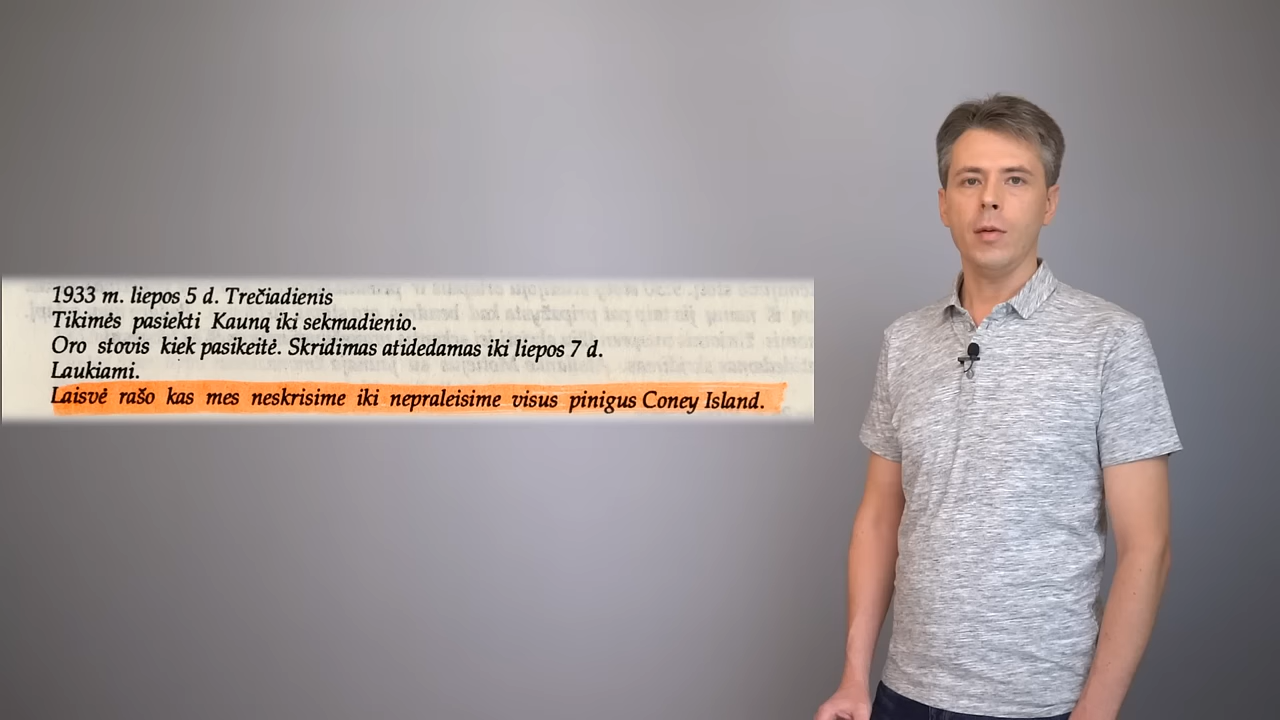 1933 m. liepos 5 d. Trečiadienis
Tikimės pasiekti Kauną iki sekmadienio.
Oro stovis kiek pasikeitė. Skridimas atidedamas iki liepos 7 d.
Laukiami.
Laisvė rašo kas mes neskrisime iki nepraleisime visus pinigus Coney Island.